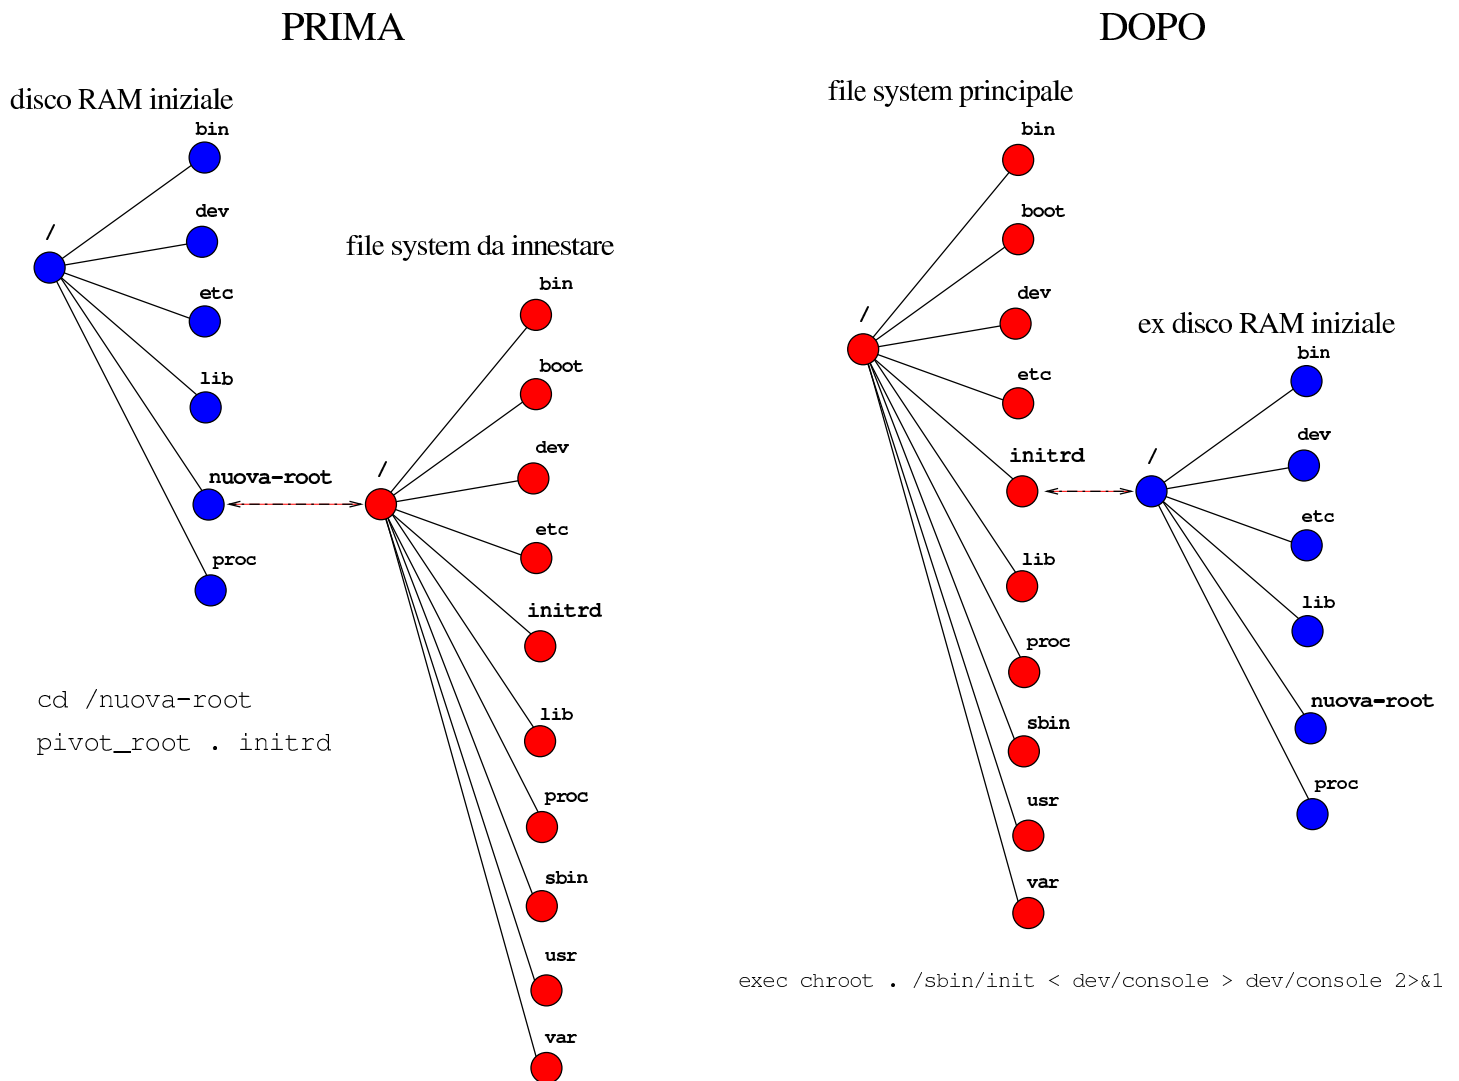 PRIMA
disco RAM iniziale
/
bin
dev
etc
lib
nuova-root
proc
file system da innestare
/
bin
boot
dev
etc
initrd
lib
proc
sbin
usr
var
cd /nuova-root
pivot_root . initrd
DOPO
file system principale
/
bin
boot
dev
etc
initrd
lib
proc
sbin
usr
var
ex disco RAM iniziale
/
bin
dev
etc
lib
nuova-root
proc
exec chroot . /sbin/init < dev/console > dev/console 2>&1